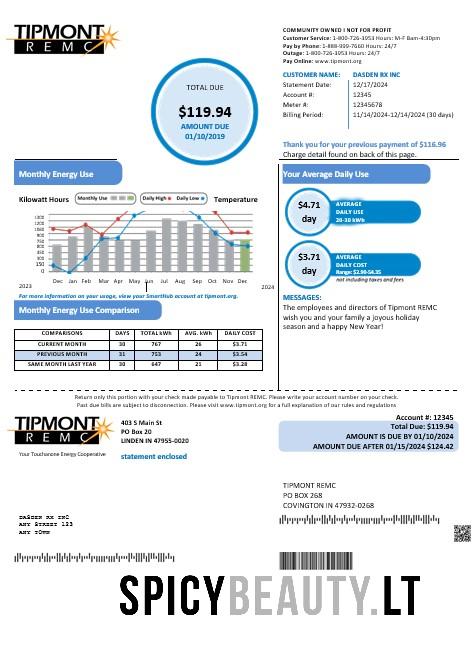 TIPMONT
REMC
COMMUNITY OWNED I NOT FOR PROFIT
Customer Service: 1-800-726-3953 Hours: M-F 8am-4:30pm
Pay by Phone: 1-888-999-7660 Hours: 24/7
Outage: 1-800-726-3953 Hours: 24/7
Pay Online: www.tipmont.org
CUSTOMER NAME: DASDEN RX INC
Statement Date: 12/17/2024
Account #: 12345
Meter #: 12345678
Billing Period: 11/14/2024-12/14/2024 (30 days)
TOTAL DUE
$119.94
AMOUNT DUE
01/10/2019
Thank you for your previous payment of $116.96
Charge detail found on back of this page.
Monthly Energy Use
Kilowatt Hours Monthly Use Daily High Daily Low Temperature
1300
1200
1050
900
750
600
450
300
150
0
Dec Jan Feb Mar Apr May Jun Jul Aug Sep Oct Nov Dec
2023 2024
For more information on your usage, view your SmartHub account at tipmont.org.
Monthly Energy Use Comparison
COMPARISONS DAYS TOTAL kWh AVG. kWh DAILY COST
CURRENT MONTH 30 767 26 $3.71
PREVIOUS MONTH 31 753 24 $3.54
SAME MONTH LAST YEAR 30 647 21 $3.28
Your Average Daily Use
$4.71
day
AVERAGE
DAILY USE
20-30 kWh
$3.71
day
AVERAGE
DAILY COST
Range: $2.99-$4.35
not including taxes and fees
MESSAGES:
The employees and directors of Tipmont REMC
wish you and your family a joyous holiday
season and a happy New Year!
Return only this portion with your check made payable to Tipmont REMC. Please write your account number on your check.
Past due bills are subject to disconnection. Please visit www.tipmont.org for a full explanation of our rules and regulations
TIPMONT
REMC
Your Touchstone Energy Cooperative
403 S Main St
PO Box 20
LINDEN IN 47955-0020
statement enclosed
Account #: 12345
Total Due: $119.94
AMOUNT IS DUE BY 01/10/2024
AMOUNT DUE AFTER 01/15/2024 $124.42
TIPMONT REMC
PO BOX 268
COVINGTON IN 47932-0268
DASDEN RX INC
ANY STREET 123
ANY TOWN
SPICYBEAUTY.LT